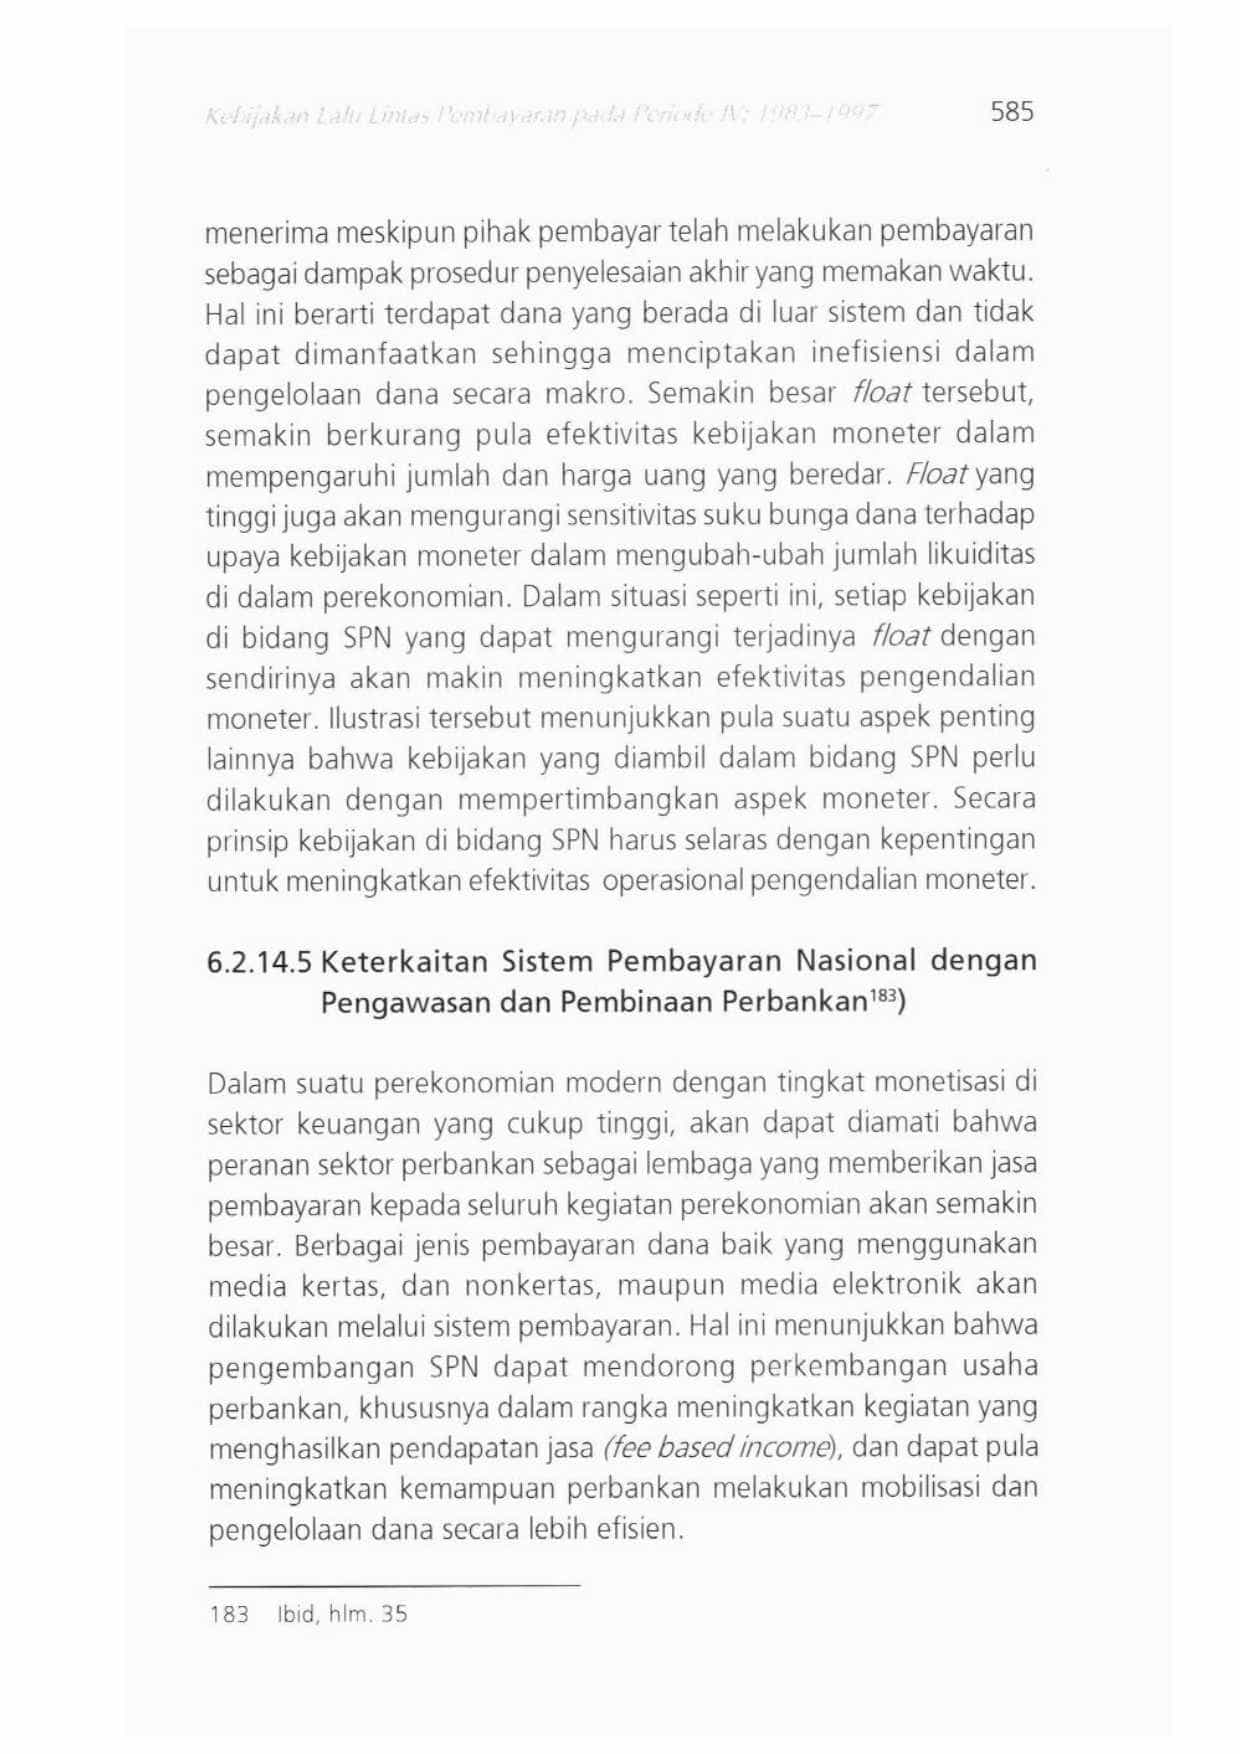 Kebijakan Lalu Lintas Pembayaran pada Periode IV: 1983–1997 585
menerima meskipun pihak pembayar telah melakukan pembayaran
sebagai dampak prosedur penyelesaian akhir yang memakan waktu.
Hal ini berarti terdapat dana yang berada di luar sistem dan tidak
dapat dimanfaatkan sehingga menciptakan inefisiensi dalam
pengelolaan dana secara makro. Semakin besar float tersebut,
semakin berkurang pula efektivitas kebijakan moneter dalam
mempengaruhi jumlah dan harga uang yang beredar. Float yang
tinggi juga akan mengurangi sensitivitas suku bunga dana terhadap
upaya kebijakan moneter dalam mengubah-ubah jumlah likuiditas
di dalam perekonomian. Dalam situasi seperti ini, setiap kebijakan
di bidang SPN yang dapat mengurangi terjadinya float dengan
sendirinya akan makin meningkatkan efektivitas pengendalian
moneter. Ilustrasi tersebut menunjukkan pula suatu aspek penting
lainnya bahwa kebijakan yang diambil dalam bidang SPN perlu
dilakukan dengan mempertimbangkan aspek moneter. Secara
prinsip kebijakan di bidang SPN harus selaras dengan kepentingan
untuk meningkatkan efektivitas operasional pengendalian moneter.
6.2.14.5 Keterkaitan Sistem Pembayaran Nasional dengan
Pengawasan dan Pembinaan Perbankan183)
Dalam suatu perekonomian modern dengan tingkat monetisasi di
sektor keuangan yang cukup tinggi, akan dapat diamati bahwa
peranan sektor perbankan sebagai lembaga yang memberikan jasa
pembayaran kepada seluruh kegiatan perekonomian akan semakin
besar. Berbagai jenis pembayaran dana baik yang menggunakan
media kertas, dan nonkertas, maupun media elektronik akan
dilakukan melalui sistem pembayaran. Hal ini menunjukkan bahwa
pengembangan SPN dapat mendorong perkembangan usaha
perbankan, khususnya dalam rangka meningkatkan kegiatan yang
menghasilkan pendapatan jasa (fee based income), dan dapat pula
meningkatkan kemampuan perbankan melakukan mobilisasi dan
pengelolaan dana secara lebih efisien.
183 Ibid, hlm. 35